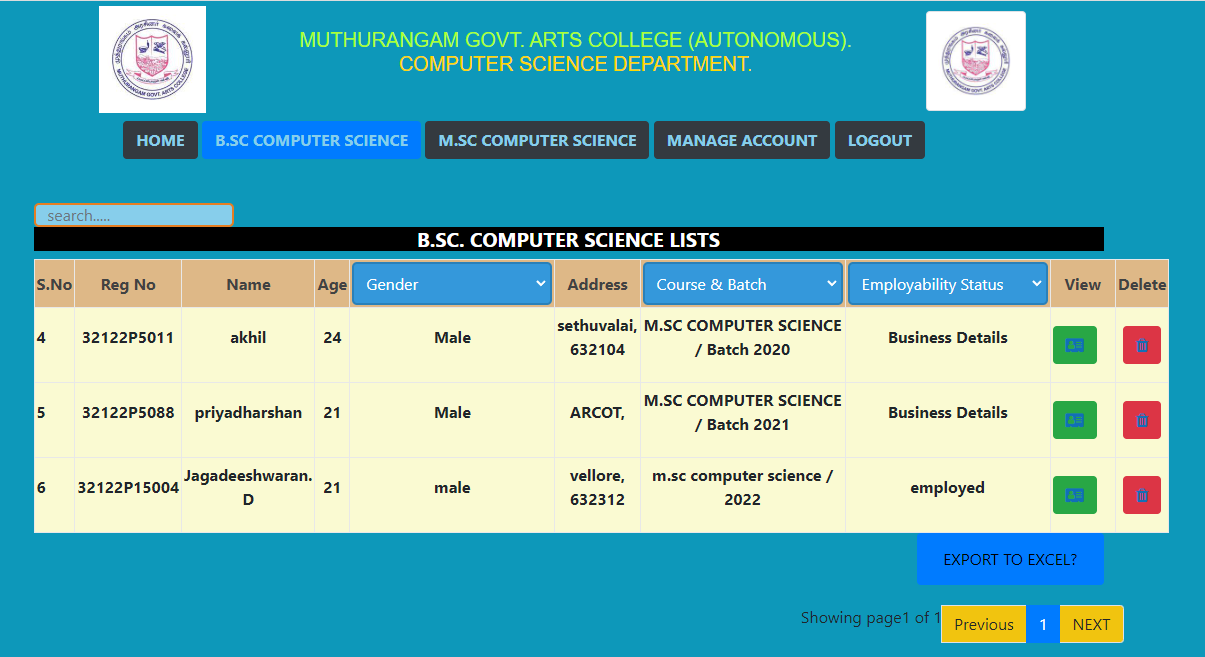 MUTHURANGAM GOVT. ARTS COLLEGE (AUTONOMOUS).
COMPUTER SCIENCE DEPARTMENT.
HOME B.SC COMPUTER SCIENCE M.SC COMPUTER SCIENCE MANAGE ACCOUNT LOGOUT
search.....
B.SC. COMPUTER SCIENCE LISTS
S.No Reg No Name Age Gender Address Course & Batch Employability Status View Delete
4 32122P5011 akhil 24 Male sethuvalai, 632104 M.SC COMPUTER SCIENCE / Batch 2020 Business Details
5 32122P5088 priyadharshan 21 Male ARCOT, M.SC COMPUTER SCIENCE / Batch 2021 Business Details
6 32122P15004 Jagadeeshwaran. D 21 male vellore, 632312 m.sc computer science / 2022 employed
EXPORT TO EXCEL?
Showing page1 of 1 Previous 1 NEXT